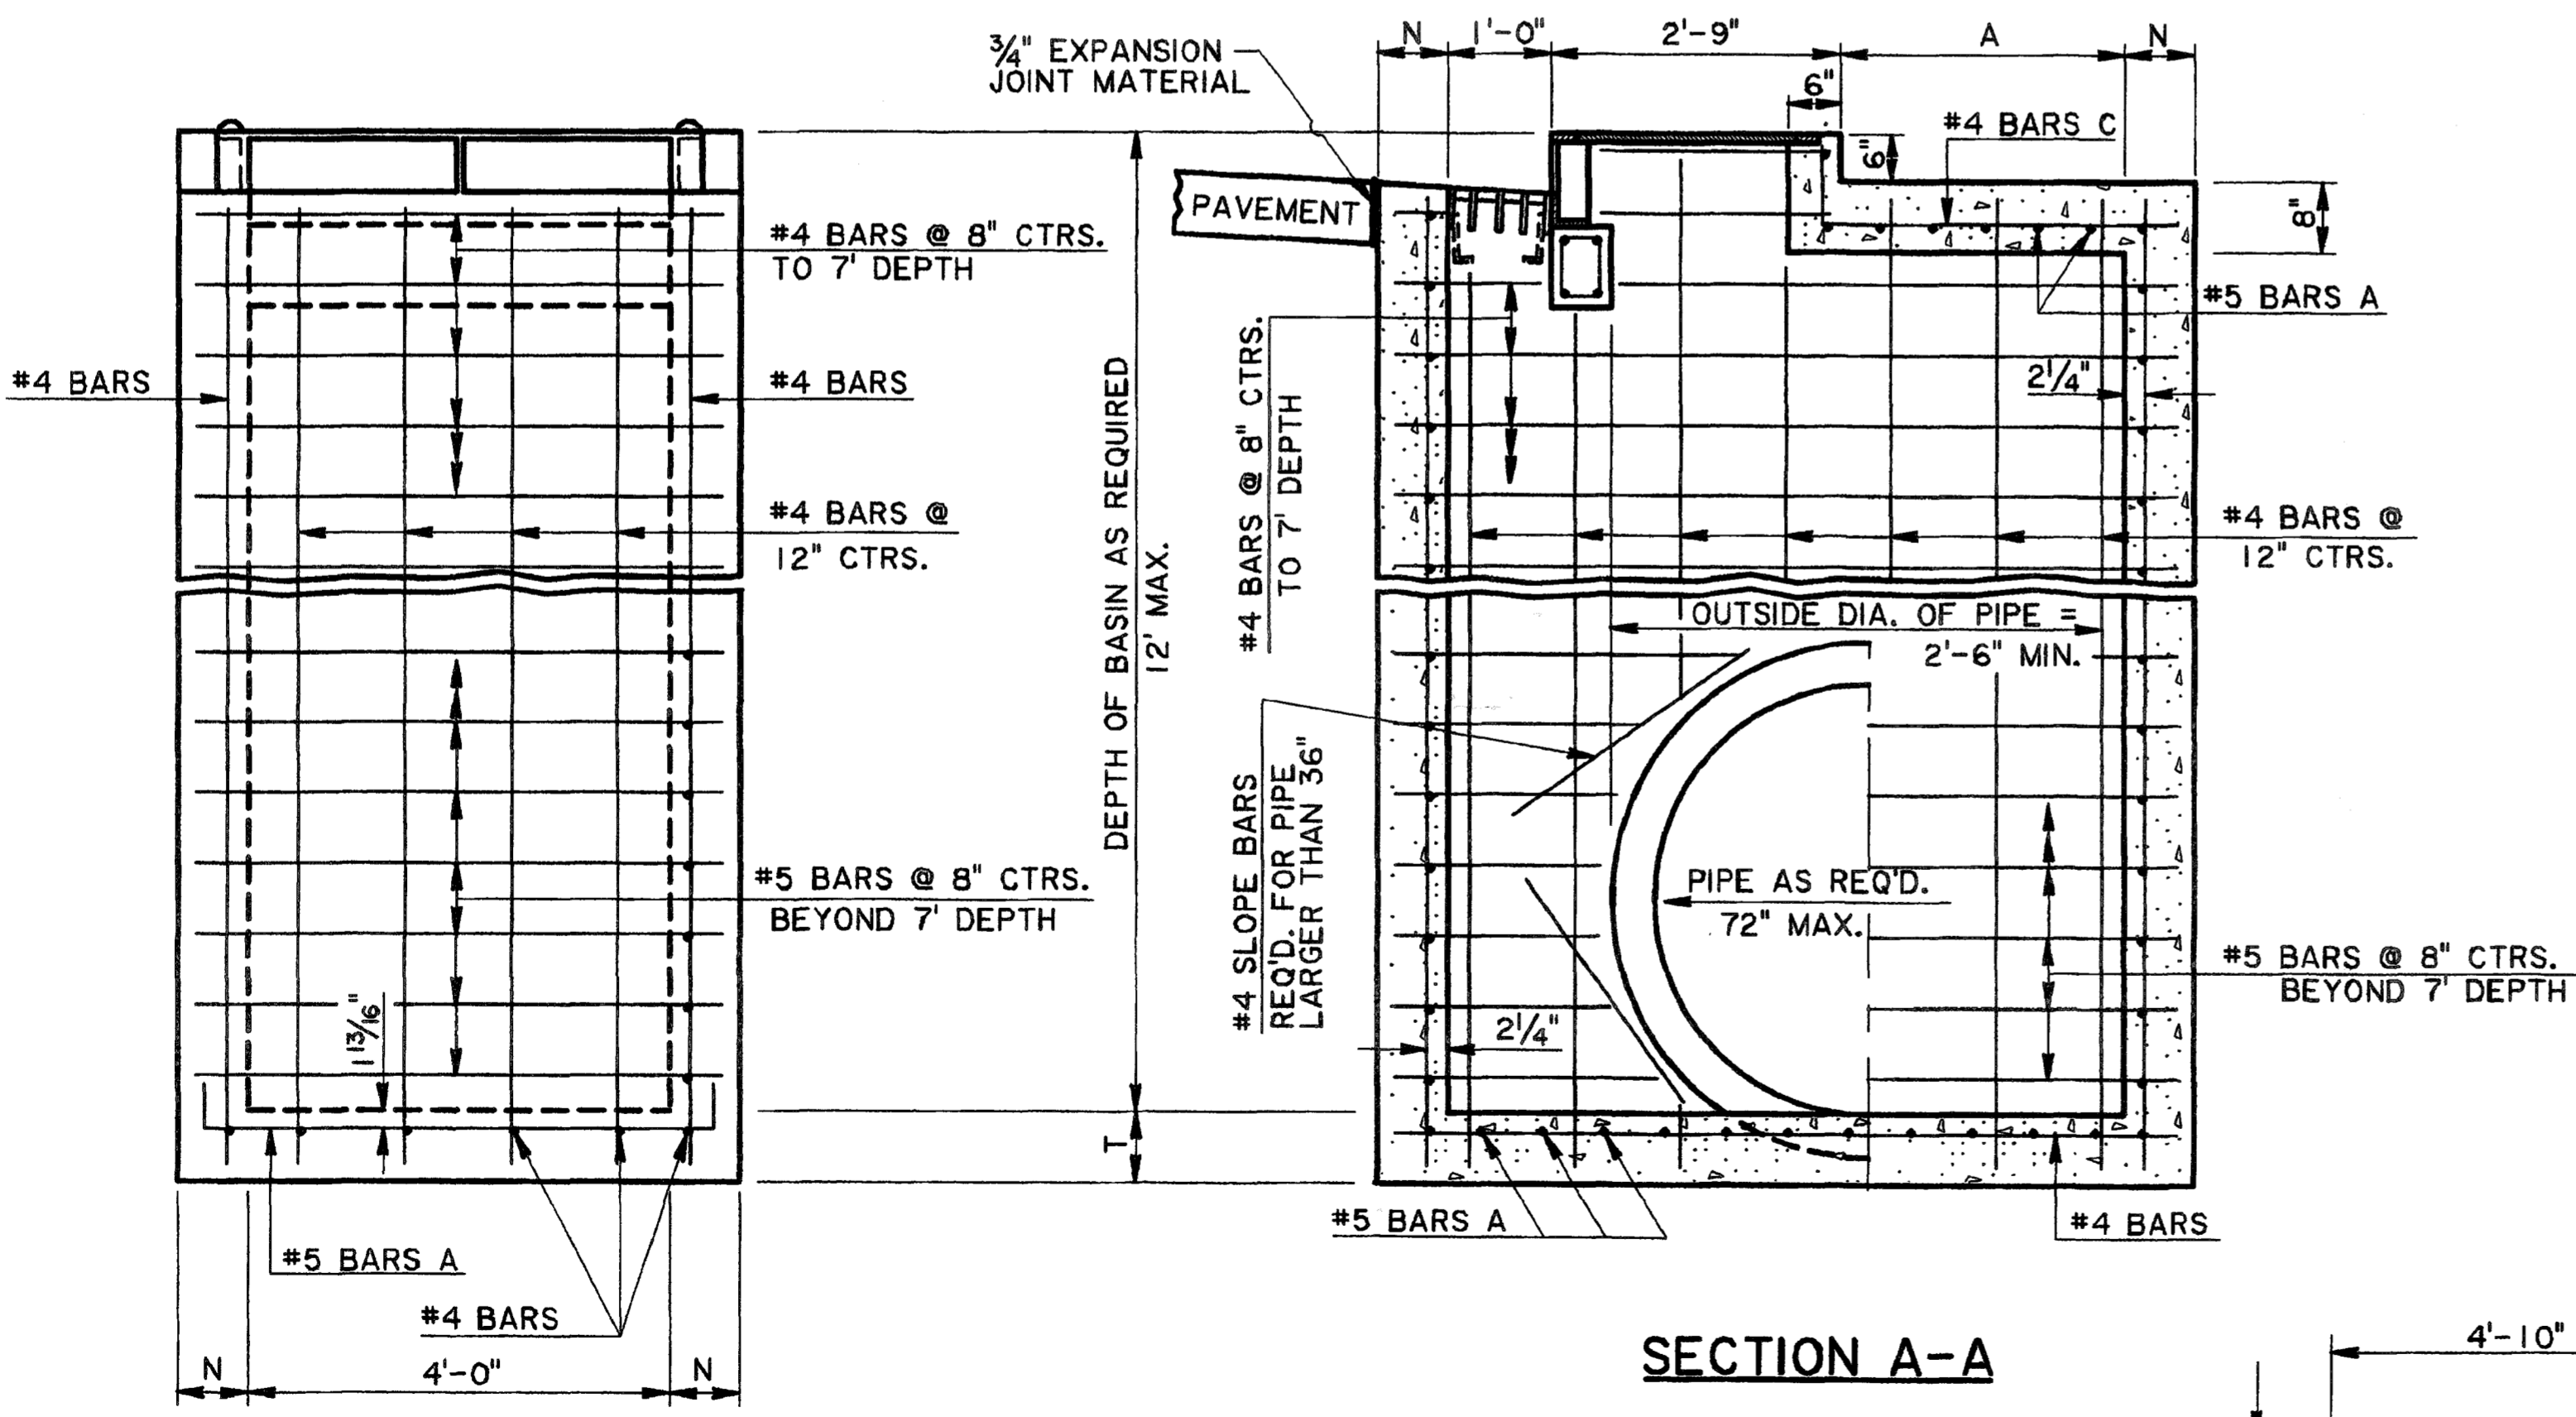 3/4" EXPANSION
JOINT MATERIAL
N
1'-0"
2'-9"
A
N
6"
6"
#4 BARS C
8"
PAVEMENT
#5 BARS A
#4 BARS @ 8" CTRS.
TO 7' DEPTH
#4 BARS
#4 BARS
#4 BARS @
12" CTRS.
DEPTH OF BASIN AS REQUIRED
12' MAX.
#4 BARS @ 8" CTRS.
TO 7' DEPTH
2 1/4"
#4 BARS @
12" CTRS.
OUTSIDE DIA. OF PIPE =
2'-6" MIN.
#4 SLOPE BARS
REQ'D. FOR PIPE
LARGER THAN 36"
PIPE AS REQ'D.
72" MAX.
#5 BARS @ 8" CTRS.
BEYOND 7' DEPTH
#5 BARS @ 8" CTRS.
BEYOND 7' DEPTH
1 13/16"
2 1/4"
T
#5 BARS A
#4 BARS
#5 BARS A
#4 BARS
N
4'-0"
N
SECTION A-A
4'-10"